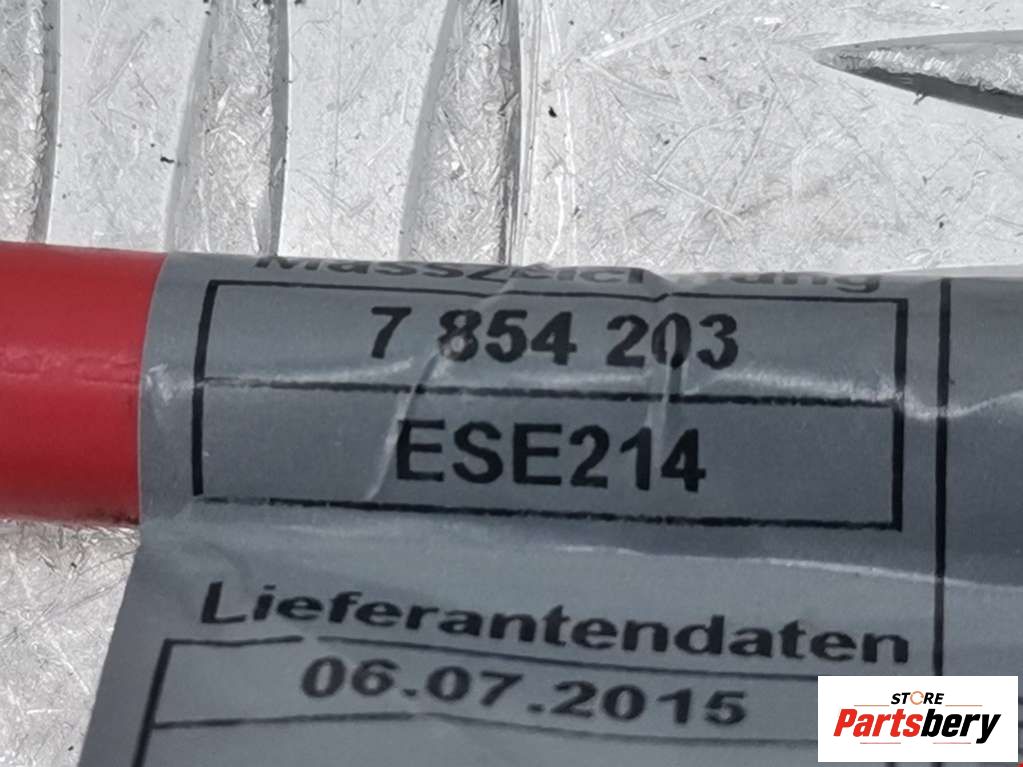 7 854 203
ESE214
Lieferantendaten
06.07.2015
STORE
Partsbery